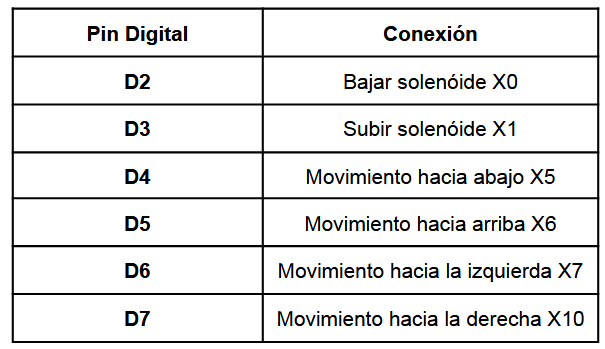 Pin Digital Conexión
D2 Bajar solenóide X0
D3 Subir solenóide X1
D4 Movimiento hacia abajo X5
D5 Movimiento hacia arriba X6
D6 Movimiento hacia la izquierda X7
D7 Movimiento hacia la derecha X10